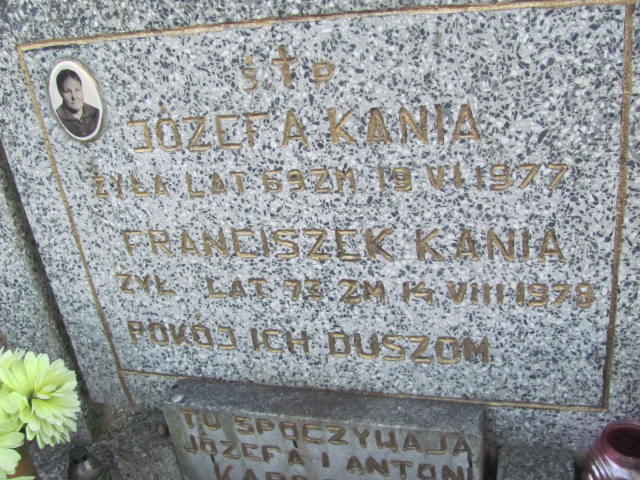 Ś † P
JÓZEFA KANIA
ŻYŁA LAT 69 ZM 19 VI 1977
FRANCISZEK KANIA
ŻYŁ LAT 73 ZM 14 VIII 1978
POKÓJ ICH DUSZOM
TU SPOCZYWAJĄ
JÓZEFA I ANTONI